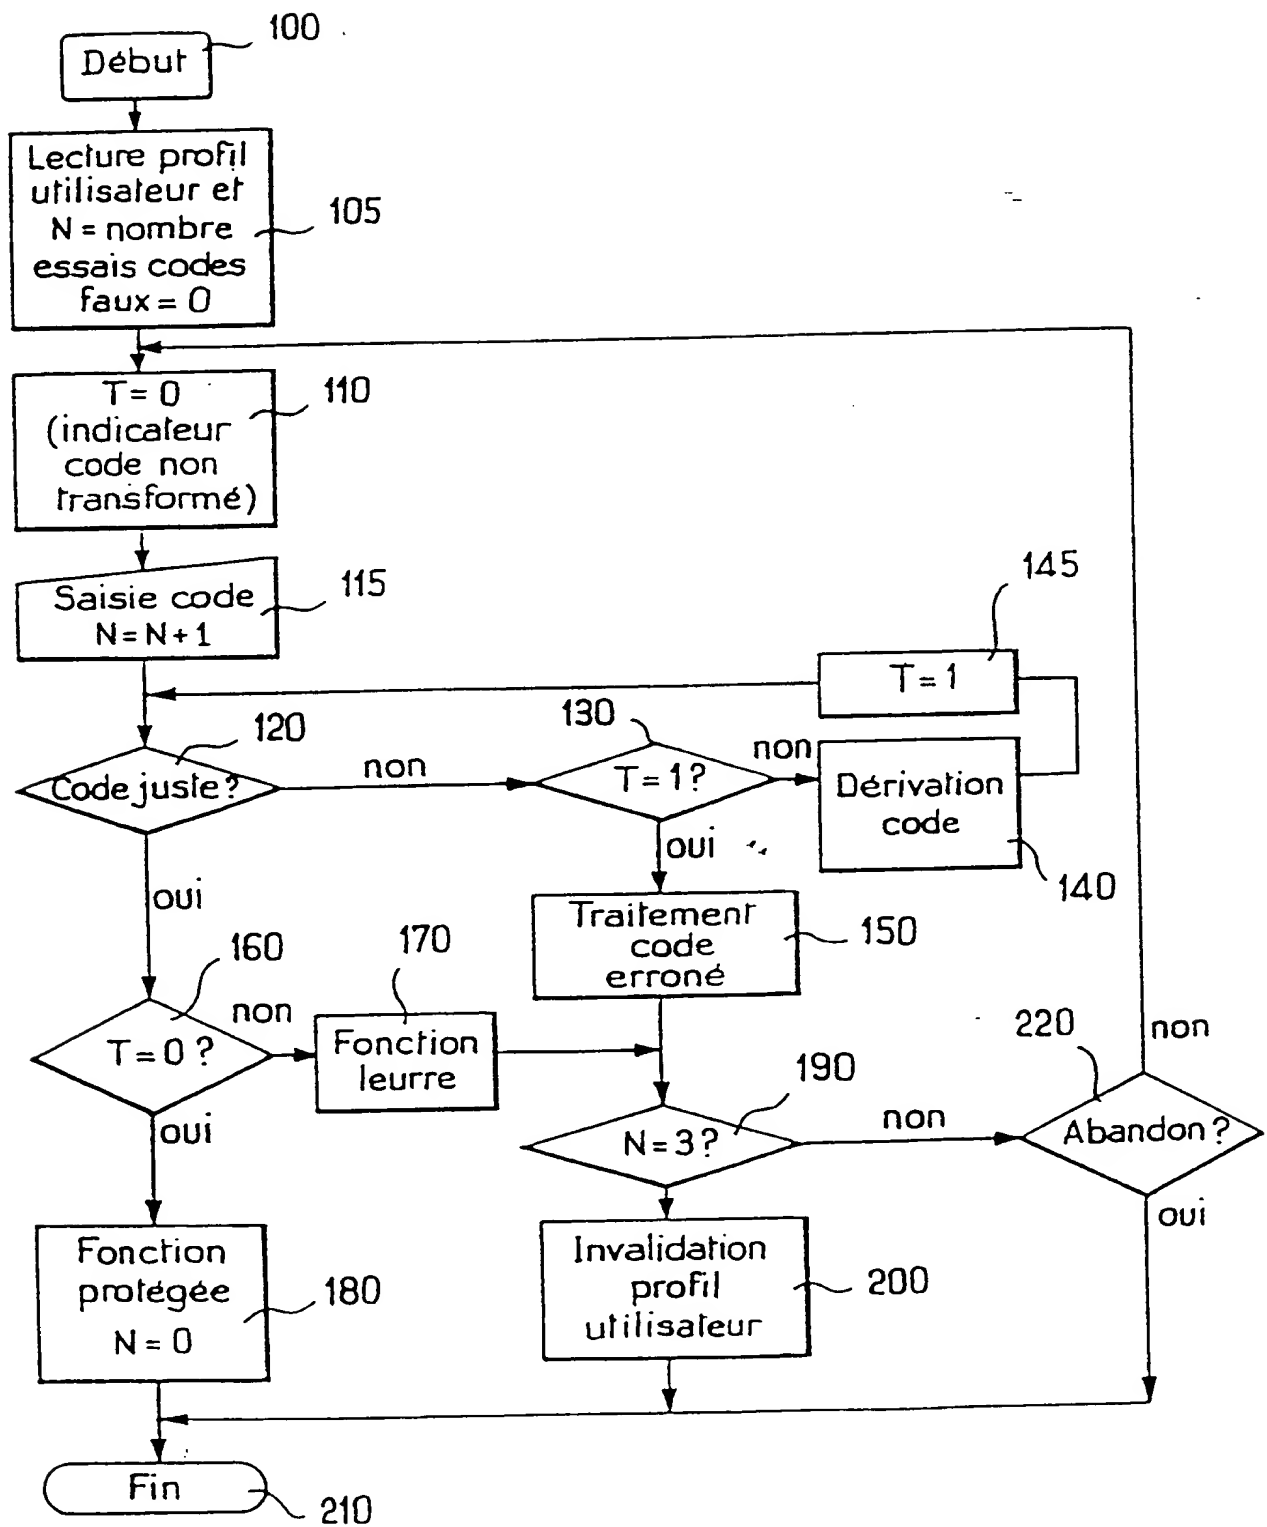 100
Début
Lecture profil
utilisateur et
N = nombre
essais codes
faux = 0
105
T = 0
(indicateur
code non
transformé)
110
Saisie code
N = N + 1
115
145
T = 1
120
Code juste ?
non
130
T = 1 ?
non
Dérivation
code
140
oui
oui
Traitement
code
erroné
150
160
T = 0 ?
non
170
Fonction
leurre
oui
190
N = 3 ?
non
220
Abandon ?
non
oui
Fonction
protégée
N = 0
180
Invalidation
profil
utilisateur
200
Fin
210